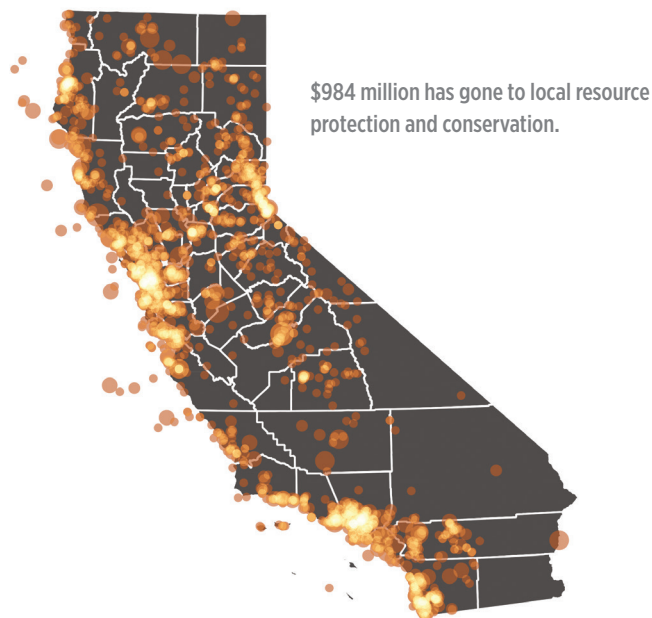 $984 million has gone to local resource
protection and conservation.